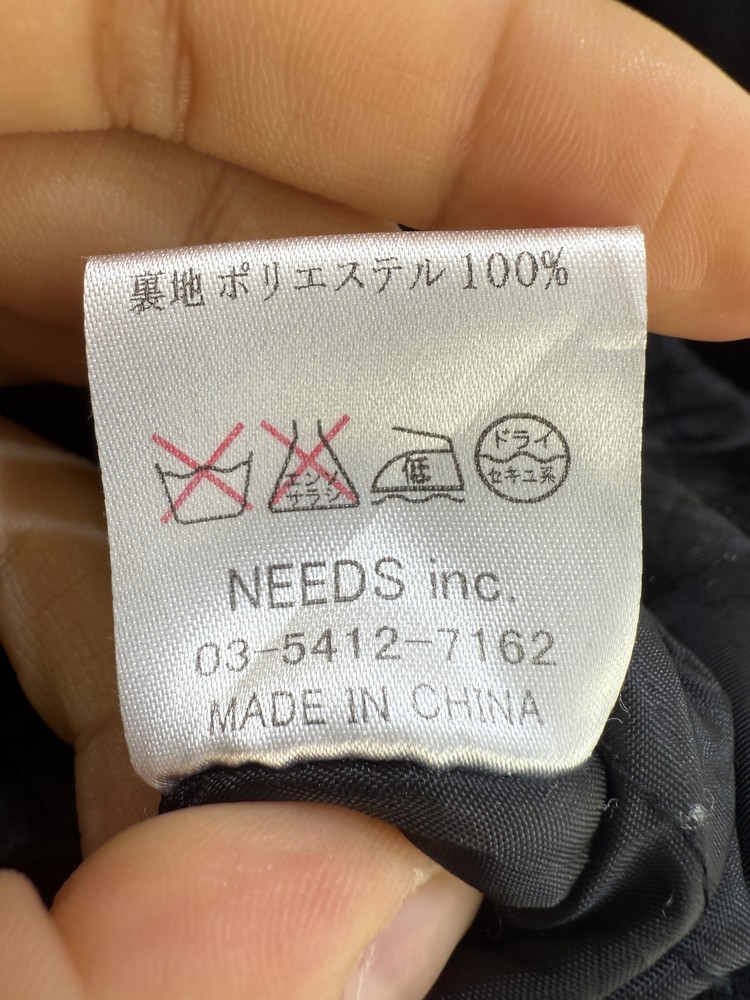 裏地 ポリエステル 100%
エンソ
サラシ
低
ドライ
セキユ系
NEEDS inc.
03-5412-7162
MADE IN CHINA